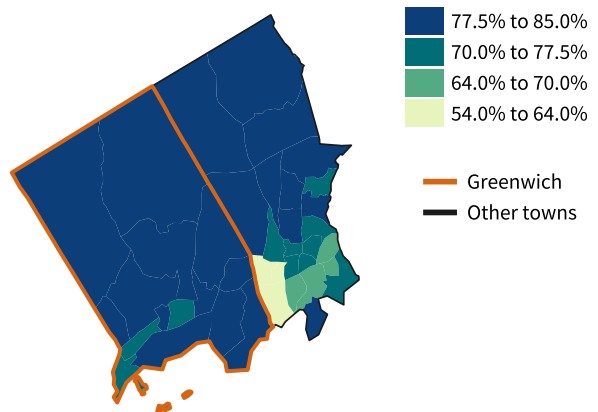 77.5% to 85.0%
70.0% to 77.5%
64.0% to 70.0%
54.0% to 64.0%
Greenwich
Other towns